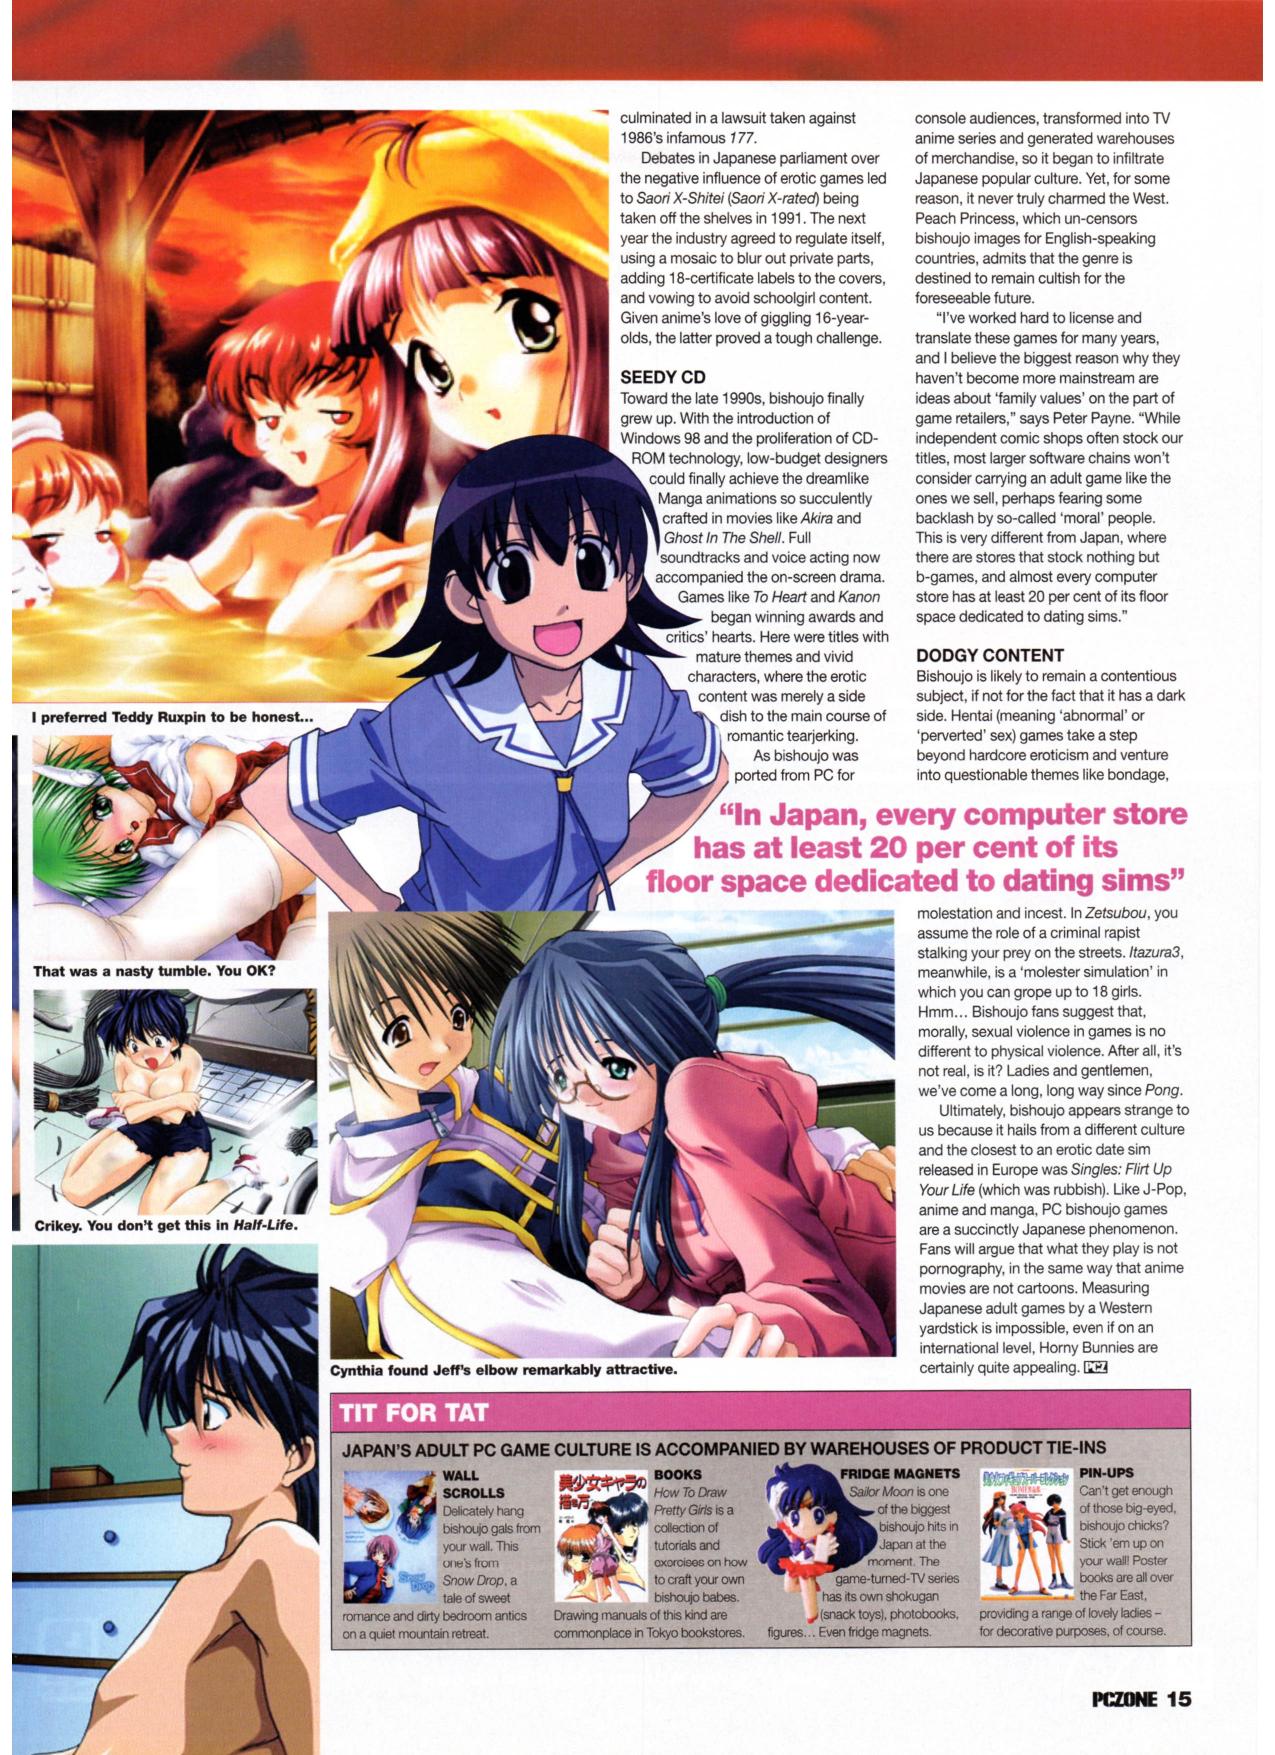 culminated in a lawsuit taken against
1986's infamous 177.
Debates in Japanese parliament over
the negative influence of erotic games led
to Saori X-Shitei (Saori X-rated) being
taken off the shelves in 1991. The next
year the industry agreed to regulate itself,
using a mosaic to blur out private parts,
adding 18-certificate labels to the covers,
and vowing to avoid schoolgirl content.
Given anime's love of giggling 16-year-
olds, the latter proved a tough challenge.
SEEDY CD
Toward the late 1990s, bishoujo finally
grew up. With the introduction of
Windows 98 and the proliferation of CD-
ROM technology, low-budget designers
could finally achieve the dreamlike
Manga animations so succulently
crafted in movies like Akira and
Ghost In The Shell. Full
soundtracks and voice acting now
accompanied the on-screen drama.
Games like To Heart and Kanon
began winning awards and
critics' hearts. Here were titles with
mature themes and vivid
characters, where the erotic
content was merely a side
dish to the main course of
romantic tearjerking.
As bishoujo was
ported from PC for
console audiences, transformed into TV
anime series and generated warehouses
of merchandise, so it began to infiltrate
Japanese popular culture. Yet, for some
reason, it never truly charmed the West.
Peach Princess, which un-censors
bishoujo images for English-speaking
countries, admits that the genre is
destined to remain cultish for the
foreseeable future.
"I've worked hard to license and
translate these games for many years,
and I believe the biggest reason why they
haven't become more mainstream are
ideas about 'family values' on the part of
game retailers," says Peter Payne. "While
independent comic shops often stock our
titles, most larger software chains won't
consider carrying an adult game like the
ones we sell, perhaps fearing some
backlash by so-called 'moral' people.
This is very different from Japan, where
there are stores that stock nothing but
b-games, and almost every computer
store has at least 20 per cent of its floor
space dedicated to dating sims."
DODGY CONTENT
Bishoujo is likely to remain a contentious
subject, if not for the fact that it has a dark
side. Hentai (meaning 'abnormal' or
'perverted' sex) games take a step
beyond hardcore eroticism and venture
into questionable themes like bondage,
"In Japan, every computer store
has at least 20 per cent of its
floor space dedicated to dating sims"
molestation and incest. In Zetsubou, you
assume the role of a criminal rapist
stalking your prey on the streets. Itazura3,
meanwhile, is a 'molester simulation' in
which you can grope up to 18 girls.
Hmm... Bishoujo fans suggest that,
morally, sexual violence in games is no
different to physical violence. After all, it's
not real, is it? Ladies and gentlemen,
we've come a long, long way since Pong.
Ultimately, bishoujo appears strange to
us because it hails from a different culture
and the closest to an erotic date sim
released in Europe was Singles: Flirt Up
Your Life (which was rubbish). Like J-Pop,
anime and manga, PC bishoujo games
are a succinctly Japanese phenomenon.
Fans will argue that what they play is not
pornography, in the same way that anime
movies are not cartoons. Measuring
Japanese adult games by a Western
yardstick is impossible, even if on an
international level, Horny Bunnies are
certainly quite appealing. PCZ
I preferred Teddy Ruxpin to be honest...
That was a nasty tumble. You OK?
Crikey. You don't get this in Half-Life.
Cynthia found Jeff's elbow remarkably attractive.
TIT FOR TAT
JAPAN'S ADULT PC GAME CULTURE IS ACCOMPANIED BY WAREHOUSES OF PRODUCT TIE-INS
Snow
Drop
WALL
SCROLLS
Delicately hang
bishoujo gals from
your wall. This
one's from
Snow Drop, a
tale of sweet
romance and dirty bedroom antics
on a quiet mountain retreat.
美少女キャラの
描き方
BOOKS
How To Draw
Pretty Girls is a
collection of
tutorials and
exercises on how
to craft your own
bishoujo babes.
Drawing manuals of this kind are
commonplace in Tokyo bookstores.
FRIDGE MAGNETS
Sailor Moon is one
of the biggest
bishoujo hits in
Japan at the
moment. The
game-turned-TV series
has its own shokugan
(snack toys), photobooks,
figures... Even fridge magnets.
PIN-UPS
Can't get enough
of those big-eyed,
bishoujo chicks?
Stick 'em up on
your wall! Poster
books are all over
the Far East,
providing a range of lovely ladies –
for decorative purposes, of course.
PCZONE 15